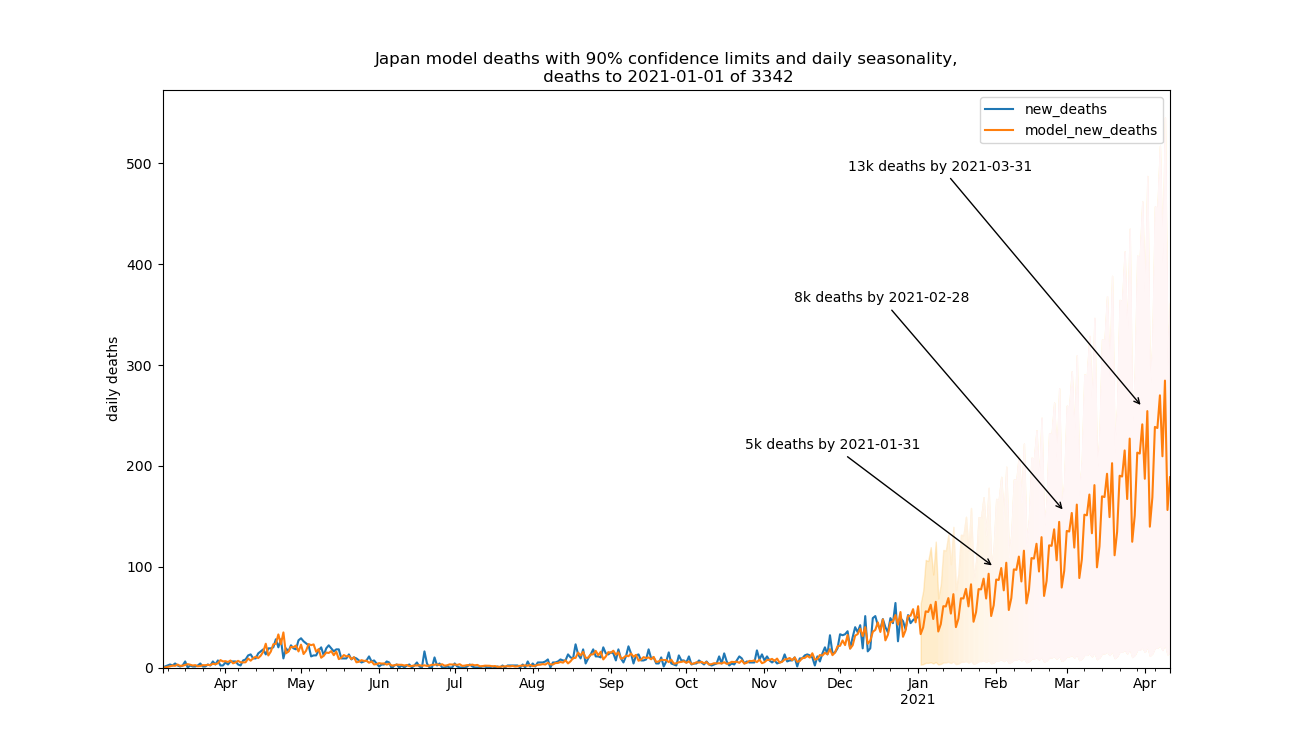 Japan model deaths with 90% confidence limits and daily seasonality,
deaths to 2021-01-01 of 3342
new_deaths
model_new_deaths
13k deaths by 2021-03-31
8k deaths by 2021-02-28
5k deaths by 2021-01-31
daily deaths
500
400
300
200
100
0
Apr May Jun Jul Aug Sep Oct Nov Dec Jan Feb Mar Apr
2021